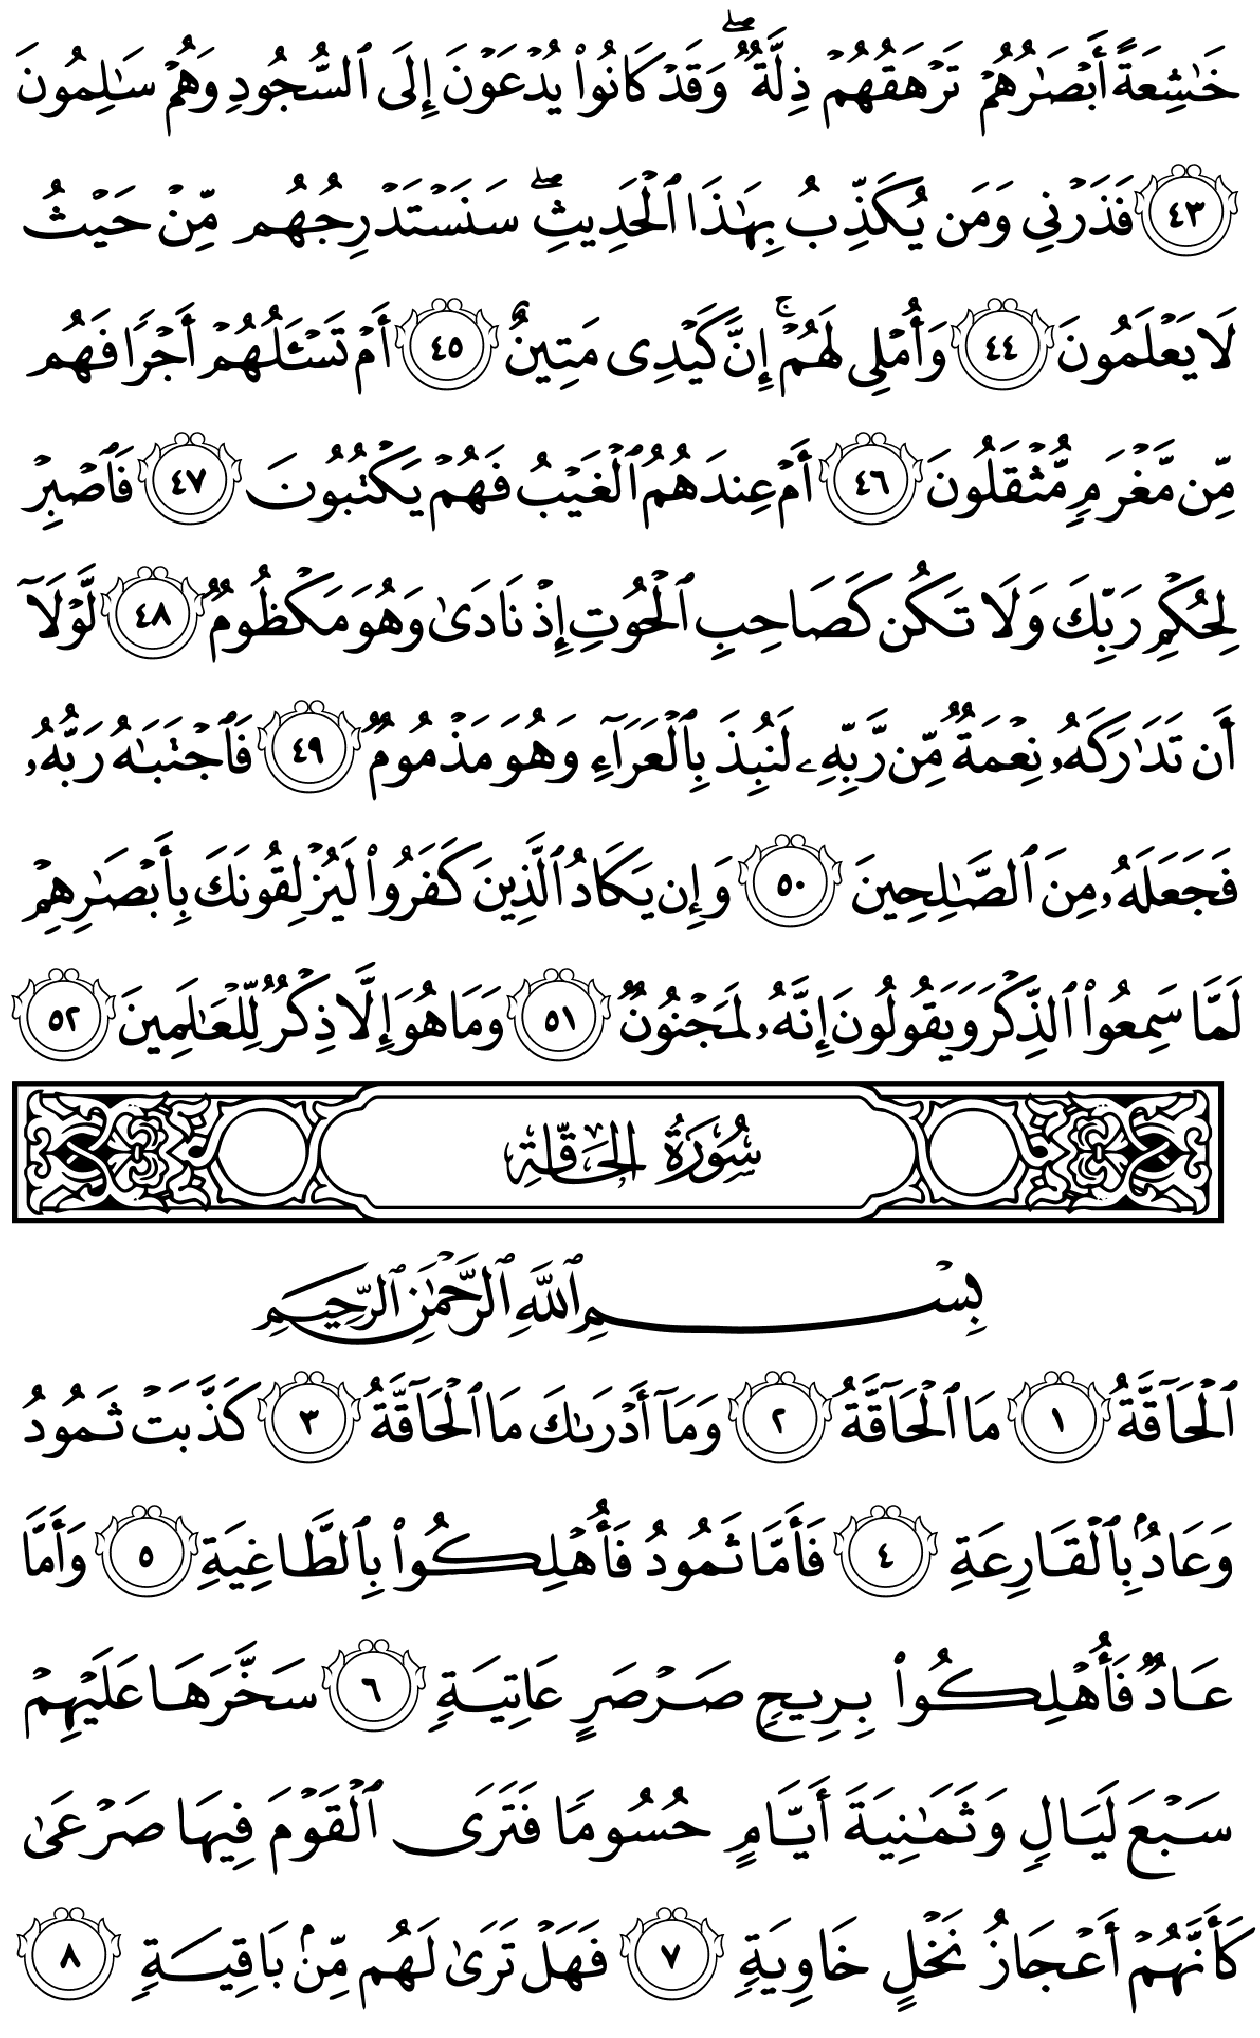 خَٰشِعَةً أَبْصَٰرُهُمْ تَرْهَقُهُمْ ذِلَّةٌ ۖ وَقَدْ كَانُوا۟ يُدْعَوْنَ إِلَى ٱلسُّجُودِ وَهُمْ سَٰلِمُونَ
٤٣ فَذَرْنِي وَمَن يُكَذِّبُ بِهَٰذَا ٱلْحَدِيثِ ۖ سَنَسْتَدْرِجُهُم مِّنْ حَيْثُ
لَا يَعْلَمُونَ ٤٤ وَأُمْلِي لَهُمْ ۚ إِنَّ كَيْدِى مَتِينٌ ٤٥ أَمْ تَسْـَٔلُهُمْ أَجْرًا فَهُم
مِّن مَّغْرَمٍ مُّثْقَلُونَ ٤٦ أَمْ عِندَهُمُ ٱلْغَيْبُ فَهُمْ يَكْتُبُونَ ٤٧ فَٱصْبِرْ
لِحُكْمِ رَبِّكَ وَلَا تَكُن كَصَاحِبِ ٱلْحُوتِ إِذْ نَادَىٰ وَهُوَ مَكْظُومٌ ٤٨ لَّوْلَآ
أَن تَدَٰرَكَهُۥ نِعْمَةٌ مِّن رَّبِّهِۦ لَنُبِذَ بِٱلْعَرَآءِ وَهُوَ مَذْمُومٌ ٤٩ فَٱجْتَبَٰهُ رَبُّهُۥ
فَجَعَلَهُۥ مِنَ ٱلصَّٰلِحِينَ ٥٠ وَإِن يَكَادُ ٱلَّذِينَ كَفَرُوا۟ لَيُزْلِقُونَكَ بِأَبْصَٰرِهِمْ
لَمَّا سَمِعُوا۟ ٱلذِّكْرَ وَيَقُولُونَ إِنَّهُۥ لَمَجْنُونٌ ٥١ وَمَا هُوَ إِلَّا ذِكْرٌ لِّلْعَٰلَمِينَ ٥٢
سُورَةُ الحَاقَّةِ
بِسْمِ ٱللَّهِ ٱلرَّحْمَٰنِ ٱلرَّحِيمِ
ٱلْحَآقَّةُ ١ مَا ٱلْحَآقَّةُ ٢ وَمَآ أَدْرَىٰكَ مَا ٱلْحَآقَّةُ ٣ كَذَّبَتْ ثَمُودُ
وَعَادٌۢ بِٱلْقَارِعَةِ ٤ فَأَمَّا ثَمُودُ فَأُهْلِكُوا۟ بِٱلطَّاغِيَةِ ٥ وَأَمَّا
عَادٌ فَأُهْلِكُوا۟ بِرِيحٍ صَرْصَرٍ عَاتِيَةٍ ٦ سَخَّرَهَا عَلَيْهِمْ
سَبْعَ لَيَالٍ وَثَمَٰنِيَةَ أَيَّامٍ حُسُومًا فَتَرَى ٱلْقَوْمَ فِيهَا صَرْعَىٰ
كَأَنَّهُمْ أَعْجَازُ نَخْلٍ خَاوِيَةٍ ٧ فَهَلْ تَرَىٰ لَهُم مِّنۢ بَاقِيَةٍ ٨